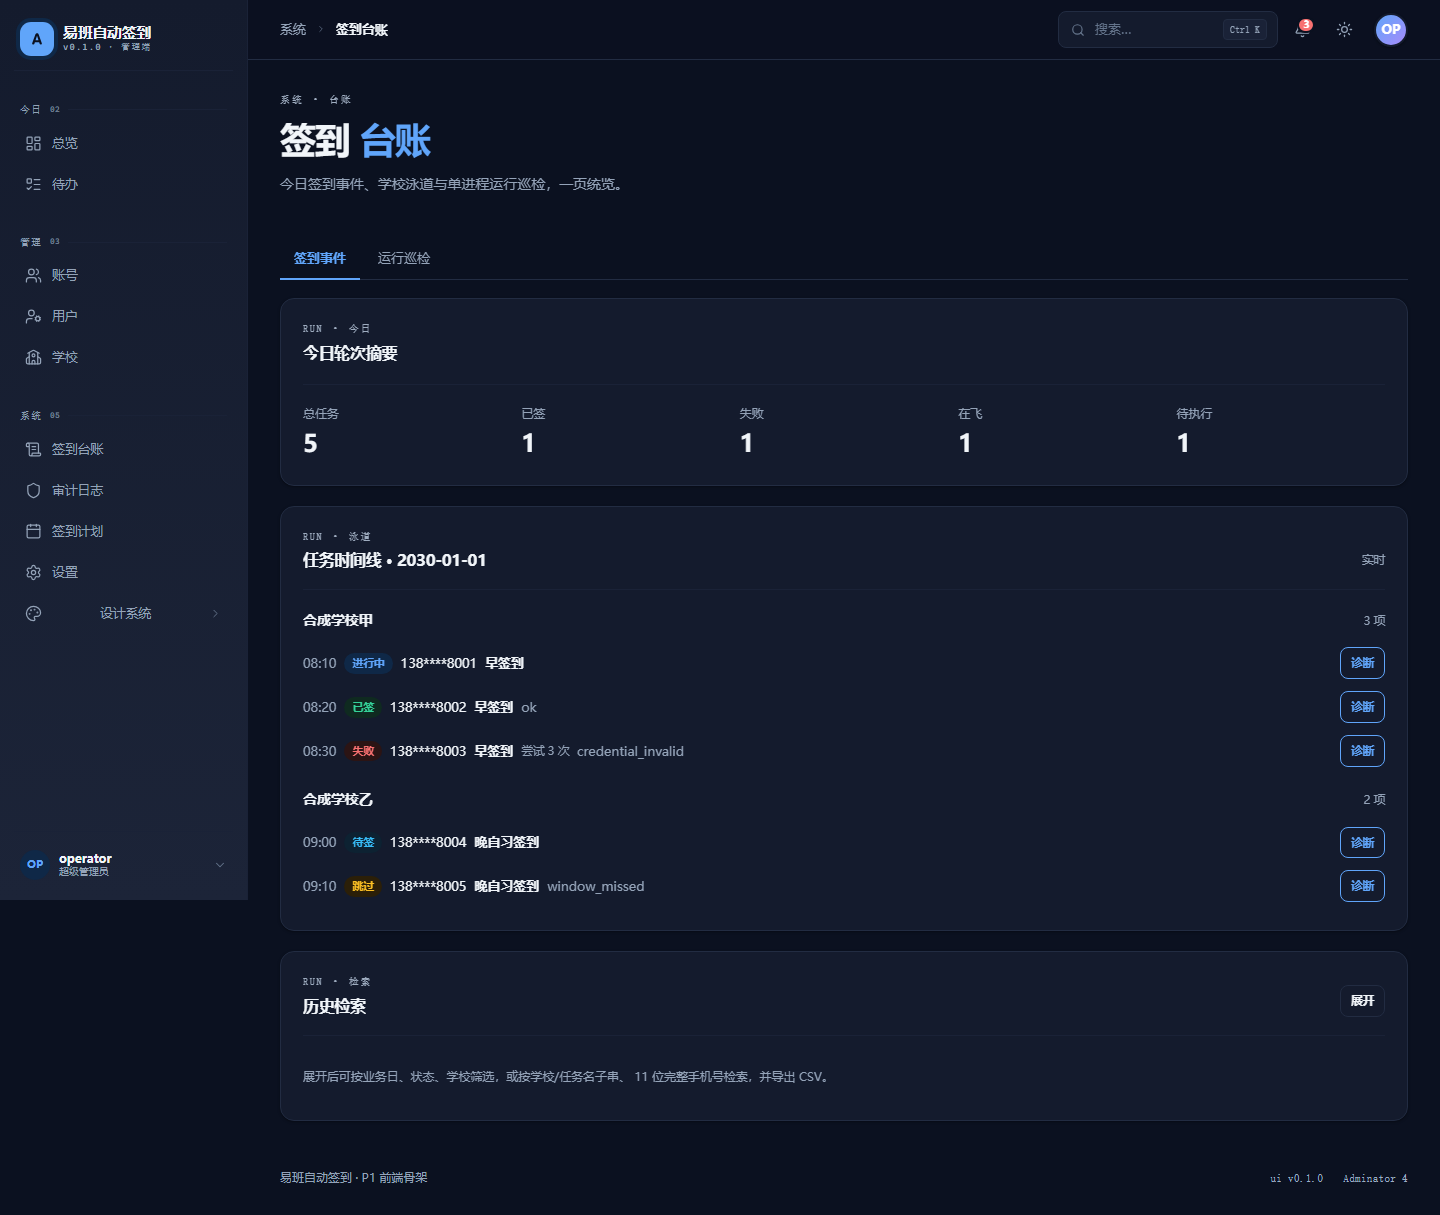 A
易班自动签到
v0.1.0 · 管理端
今日 02
总览
待办
管理 03
账号
用户
学校
系统 05
签到台账
审计日志
签到计划
设置
设计系统
OP
operator
超级管理员
系统
签到台账
搜索...
Ctrl K
3
OP
系统 • 台账
签到 台账
今日签到事件、学校泳道与单进程运行巡检，一页统览。
签到事件
运行巡检
RUN • 今日
今日轮次摘要
总任务 已签 失败 在飞 待执行
5 1 1 1 1
RUN • 泳道
任务时间线 • 2030-01-01
实时
合成学校甲
3 项
08:10 进行中 138****8001 早签到 诊断
08:20 已签 138****8002 早签到 ok 诊断
08:30 失败 138****8003 早签到 尝试 3 次 credential_invalid 诊断
合成学校乙
2 项
09:00 待签 138****8004 晚自习签到 诊断
09:10 跳过 138****8005 晚自习签到 window_missed 诊断
RUN • 检索
历史检索
展开
展开后可按业务日、状态、学校筛选，或按学校/任务名子串、 11 位完整手机号检索，并导出 CSV。
易班自动签到 · P1 前端骨架
ui v0.1.0 Adminator 4